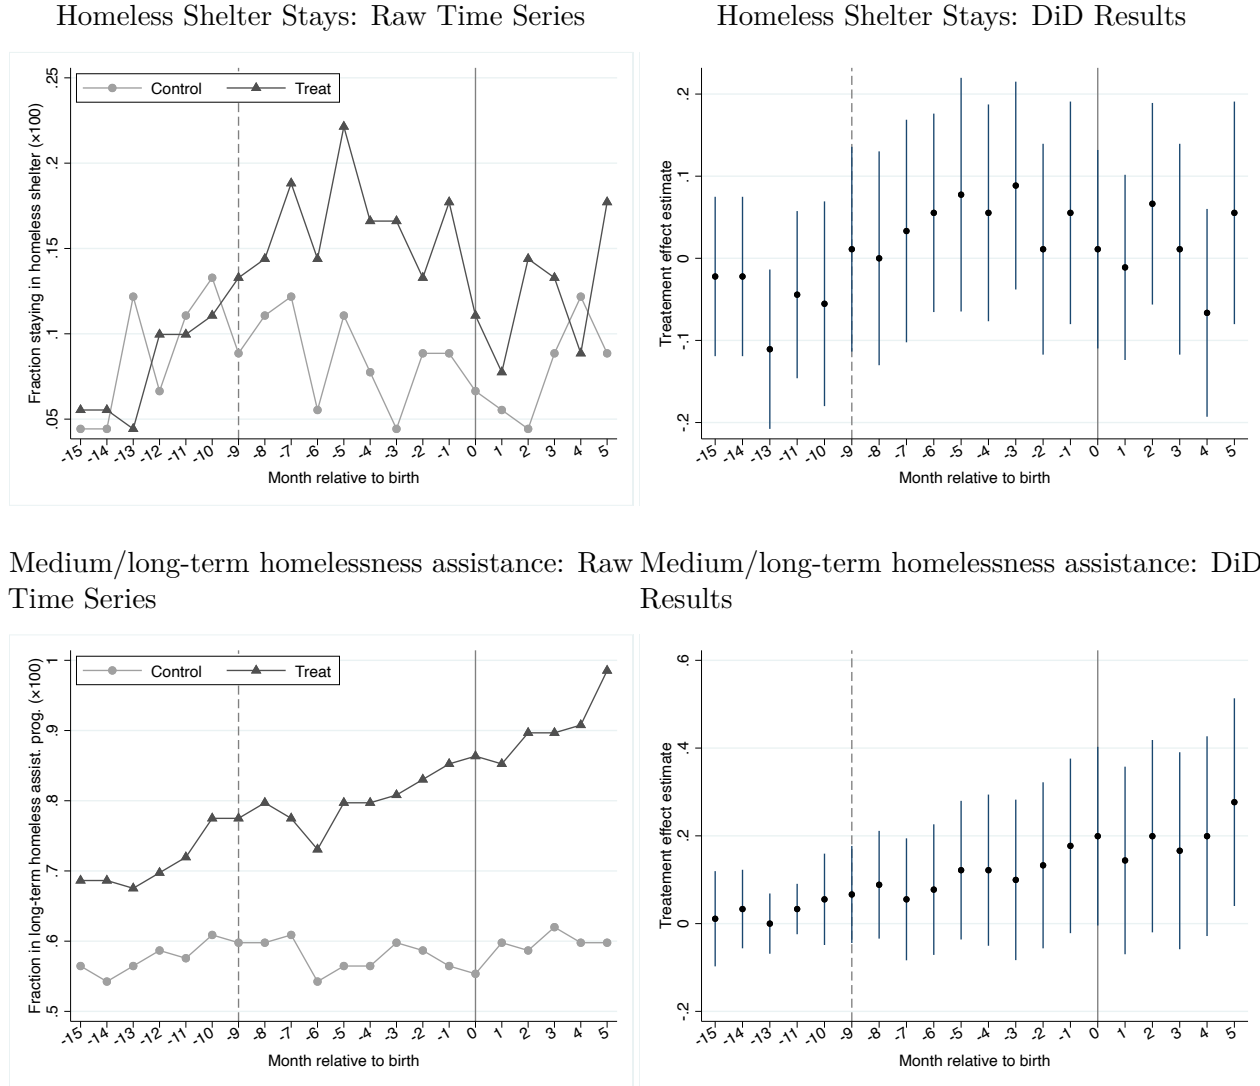 Homeless Shelter Stays: Raw Time Series
Homeless Shelter Stays: DiD Results
Control
Treat
Fraction staying in homeless shelter (×100)
.25
.2
.15
.1
.05
-15 -14 -13 -12 -11 -10 -9 -8 -7 -6 -5 -4 -3 -2 -1 0 1 2 3 4 5
Month relative to birth
Treatement effect estimate
.2
.1
0
-.1
-.2
-15 -14 -13 -11 -10 -9 -8 -7 -6 -5 -4 -3 -2 -1 0 1 2 3 4 5
Month relative to birth
Medium/long-term homelessness assistance: Raw
Time Series
Medium/long-term homelessness assistance: DiD
Results
Control
Treat
Fraction in long-term homeless assist. prog. (×100)
1
.9
.8
.7
.6
.5
-15 -14 -13 -12 -11 -10 -9 -8 -7 -6 -5 -4 -3 -2 -1 0 1 2 3 4 5
Month relative to birth
Treatement effect estimate
.6
.4
.2
0
-.2
-15 -14 -13 -11 -10 -9 -8 -7 -6 -5 -4 -3 -2 -1 0 1 2 3 4 5
Month relative to birth